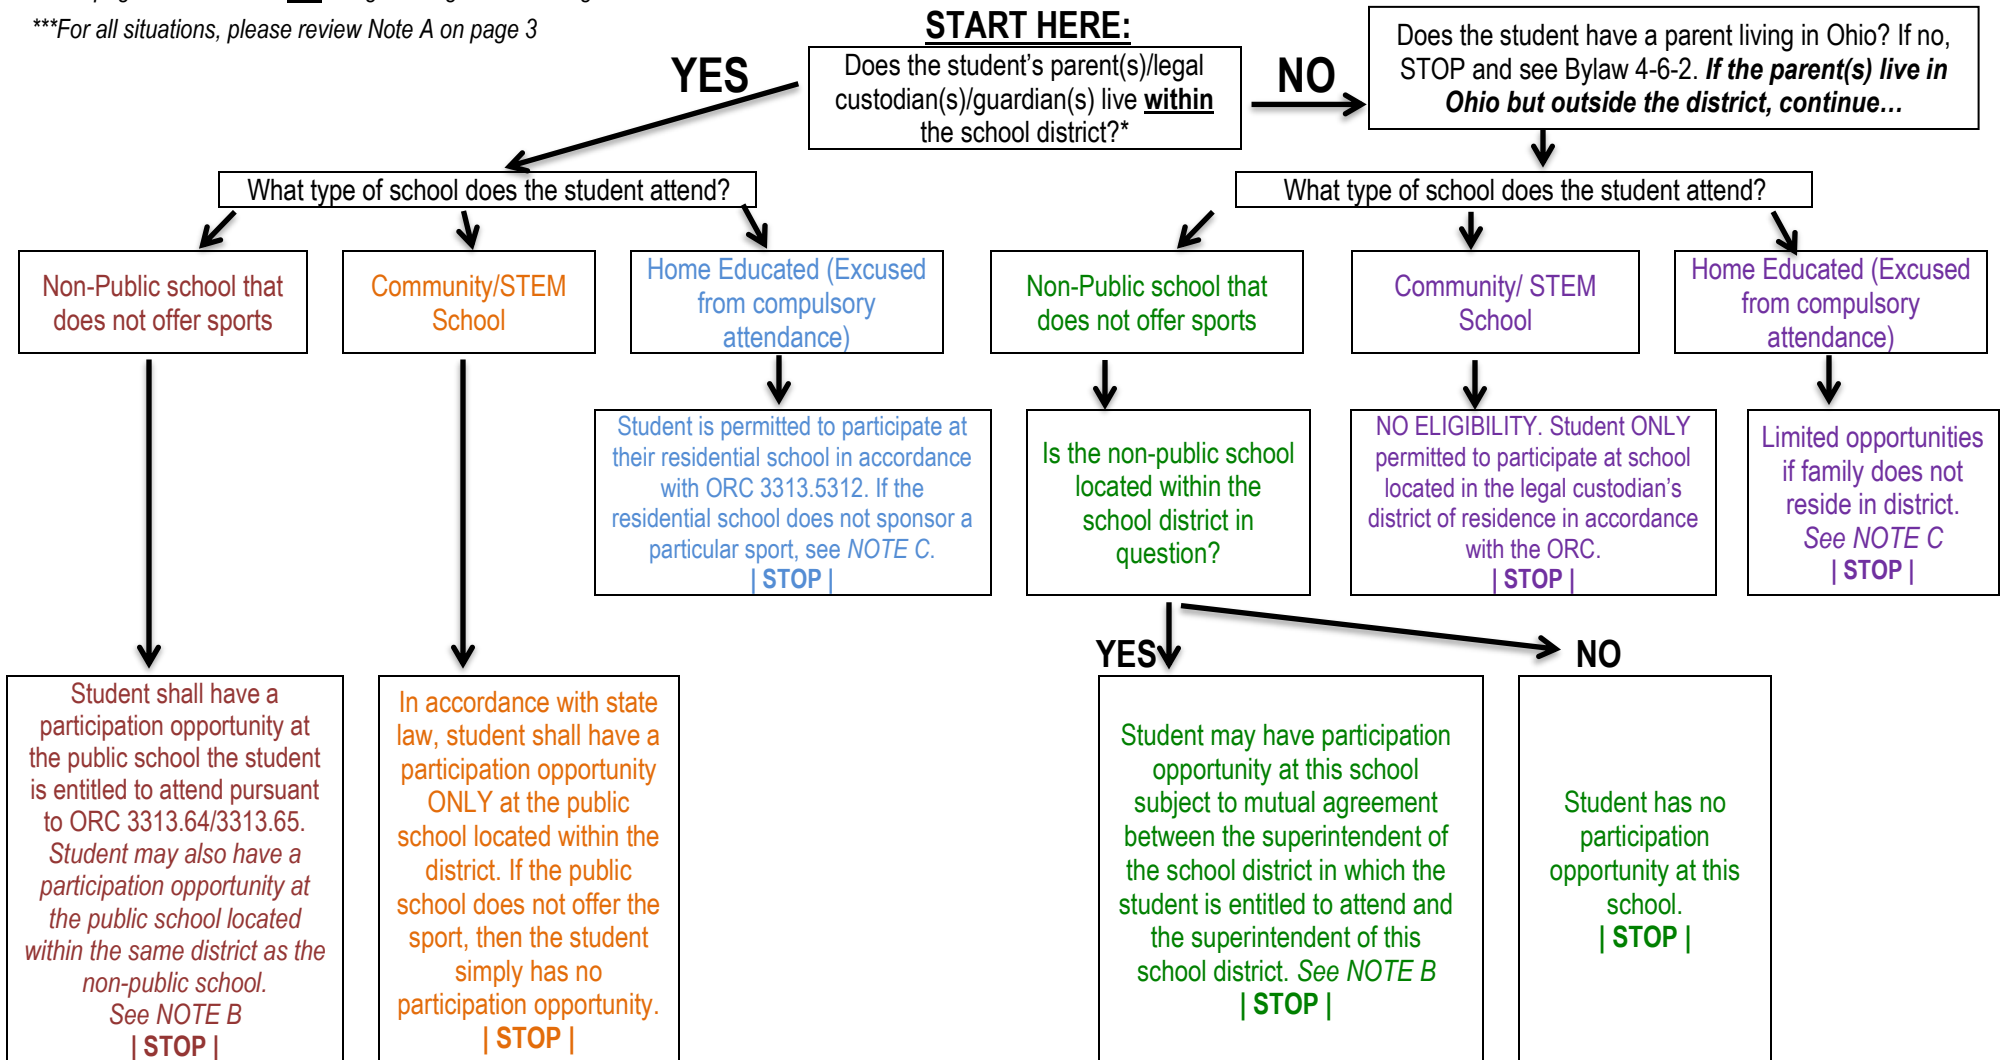 ***For all situations, please review Note A on page 3
START HERE:
Does the student's parent(s)/legal
custodian(s)/guardian(s) live within
the school district?*
YES
NO
Does the student have a parent living in Ohio? If no,
STOP and see Bylaw 4-6-2. If the parent(s) live in
Ohio but outside the district, continue…
What type of school does the student attend?
Non-Public school that
does not offer sports
Community/STEM
School
Home Educated (Excused
from compulsory
attendance)
Student is permitted to participate at
their residential school in accordance
with ORC 3313.5312. If the
residential school does not sponsor a
particular sport, see NOTE C.
| STOP |
Student shall have a
participation opportunity at
the public school the student
is entitled to attend pursuant
to ORC 3313.64/3313.65.
Student may also have a
participation opportunity at
the public school located
within the same district as the
non-public school.
See NOTE B
| STOP |
In accordance with state
law, student shall have a
participation opportunity
ONLY at the public
school located within the
district. If the public
school does not offer the
sport, then the student
simply has no
participation opportunity.
| STOP |
What type of school does the student attend?
Non-Public school that
does not offer sports
Community/ STEM
School
Home Educated (Excused
from compulsory
attendance)
Is the non-public school
located within the
school district in
question?
NO ELIGIBILITY. Student ONLY
permitted to participate at school
located in the legal custodian's
district of residence in accordance
with the ORC.
| STOP |
Limited opportunities
if family does not
reside in district.
See NOTE C
| STOP |
YES
NO
Student may have participation
opportunity at this school
subject to mutual agreement
between the superintendent of
the school district in which the
student is entitled to attend and
the superintendent of this
school district. See NOTE B
| STOP |
Student has no
participation
opportunity at this
school.
| STOP |